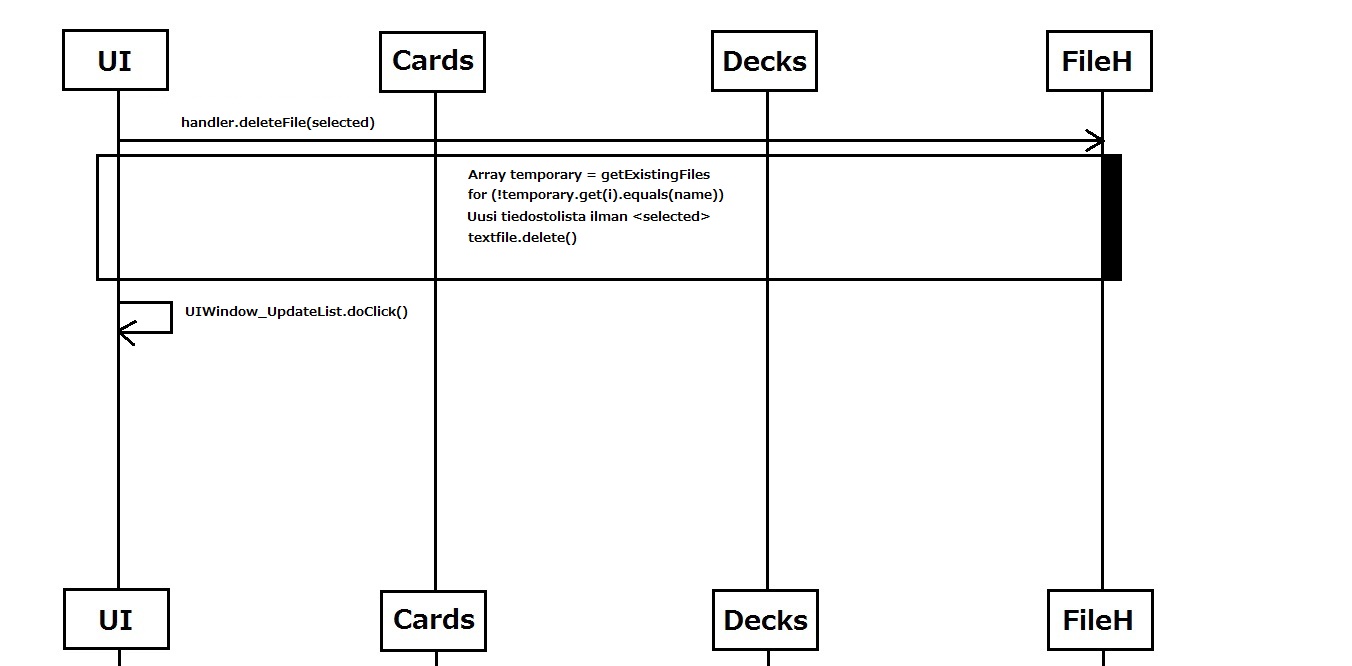 UI
Cards
Decks
FileH
handler.deleteFile(selected)
Array temporary = getExistingFiles
for (!temporary.get(i).equals(name))
Uusi tiedostolista ilman <selected>
textfile.delete()
UIWindow_UpdateList.doClick()
UI
Cards
Decks
FileH